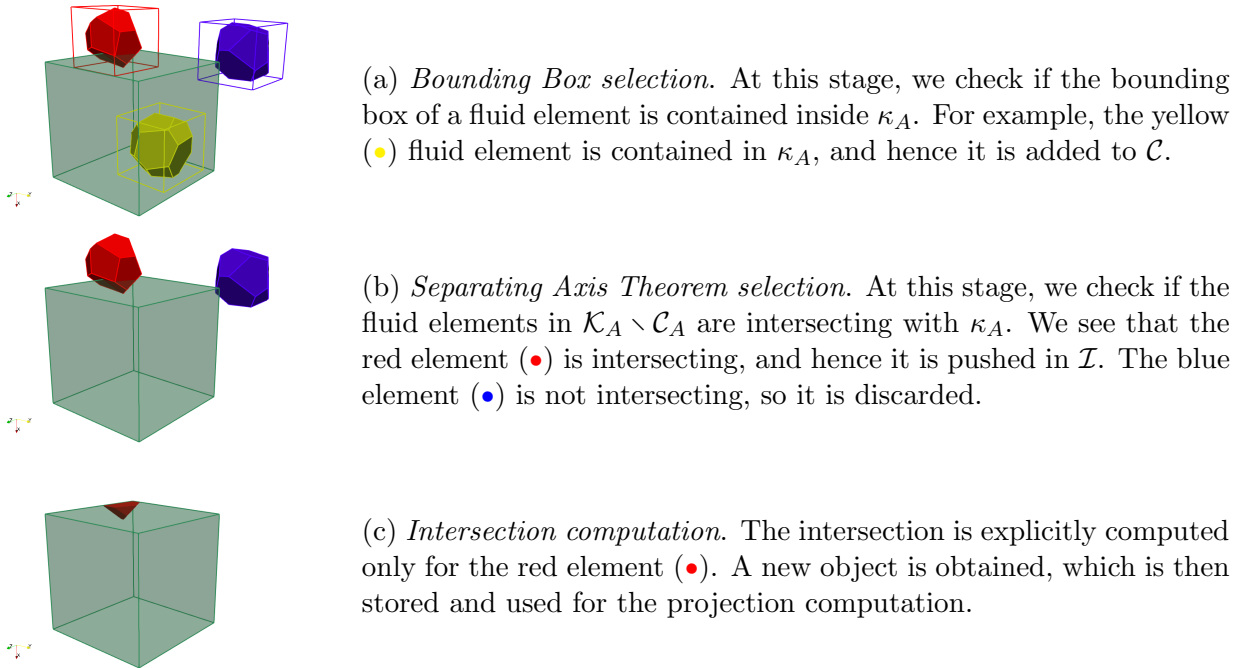 (a) Bounding Box selection. At this stage, we check if the bounding
box of a fluid element is contained inside κ_A. For example, the yellow
(•) fluid element is contained in κ_A, and hence it is added to 𝒞.
(b) Separating Axis Theorem selection. At this stage, we check if the
fluid elements in 𝒦_A ∖ 𝒞_A are intersecting with κ_A. We see that the
red element (•) is intersecting, and hence it is pushed in ℐ. The blue
element (•) is not intersecting, so it is discarded.
(c) Intersection computation. The intersection is explicitly computed
only for the red element (•). A new object is obtained, which is then
stored and used for the projection computation.